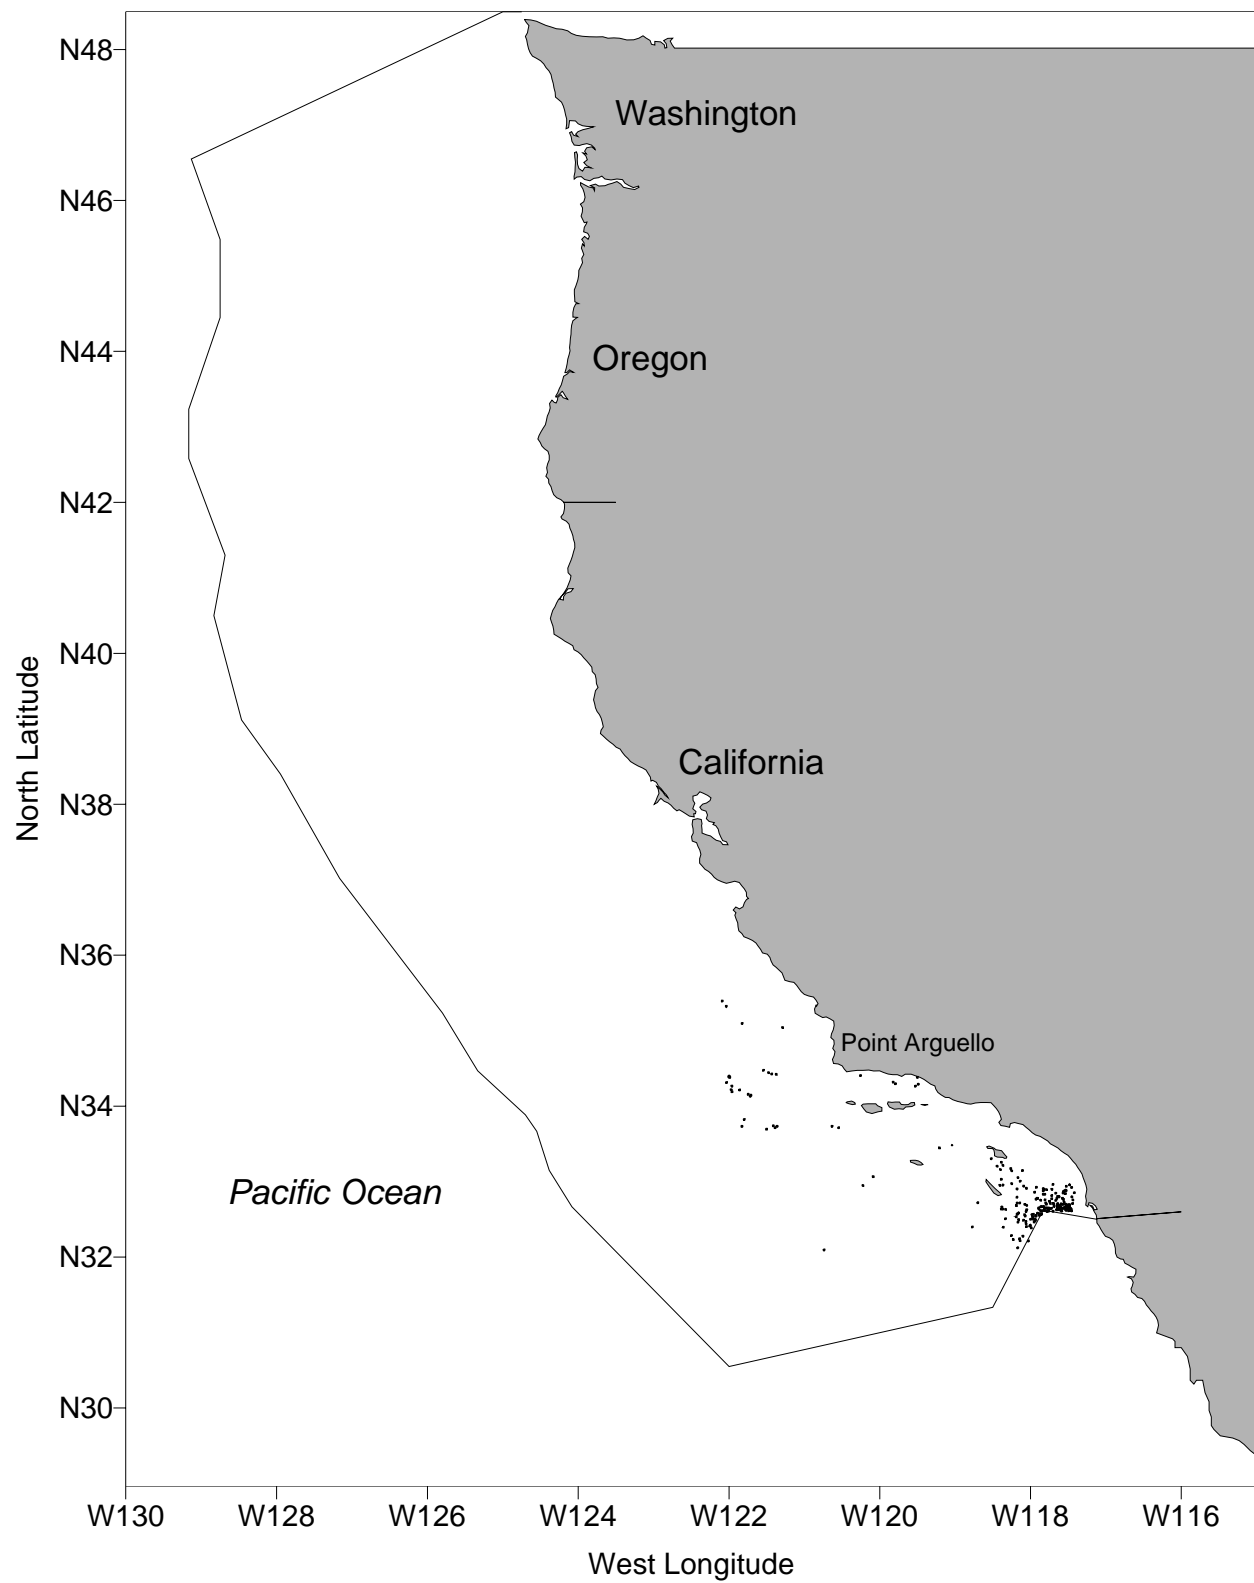 N48
Washington
N46
N44
Oregon
N42
N40
North Latitude
California
N38
N36
Point Arguello
N34
Pacific Ocean
N32
N30
W130 W128 W126 W124 W122 W120 W118 W116
West Longitude